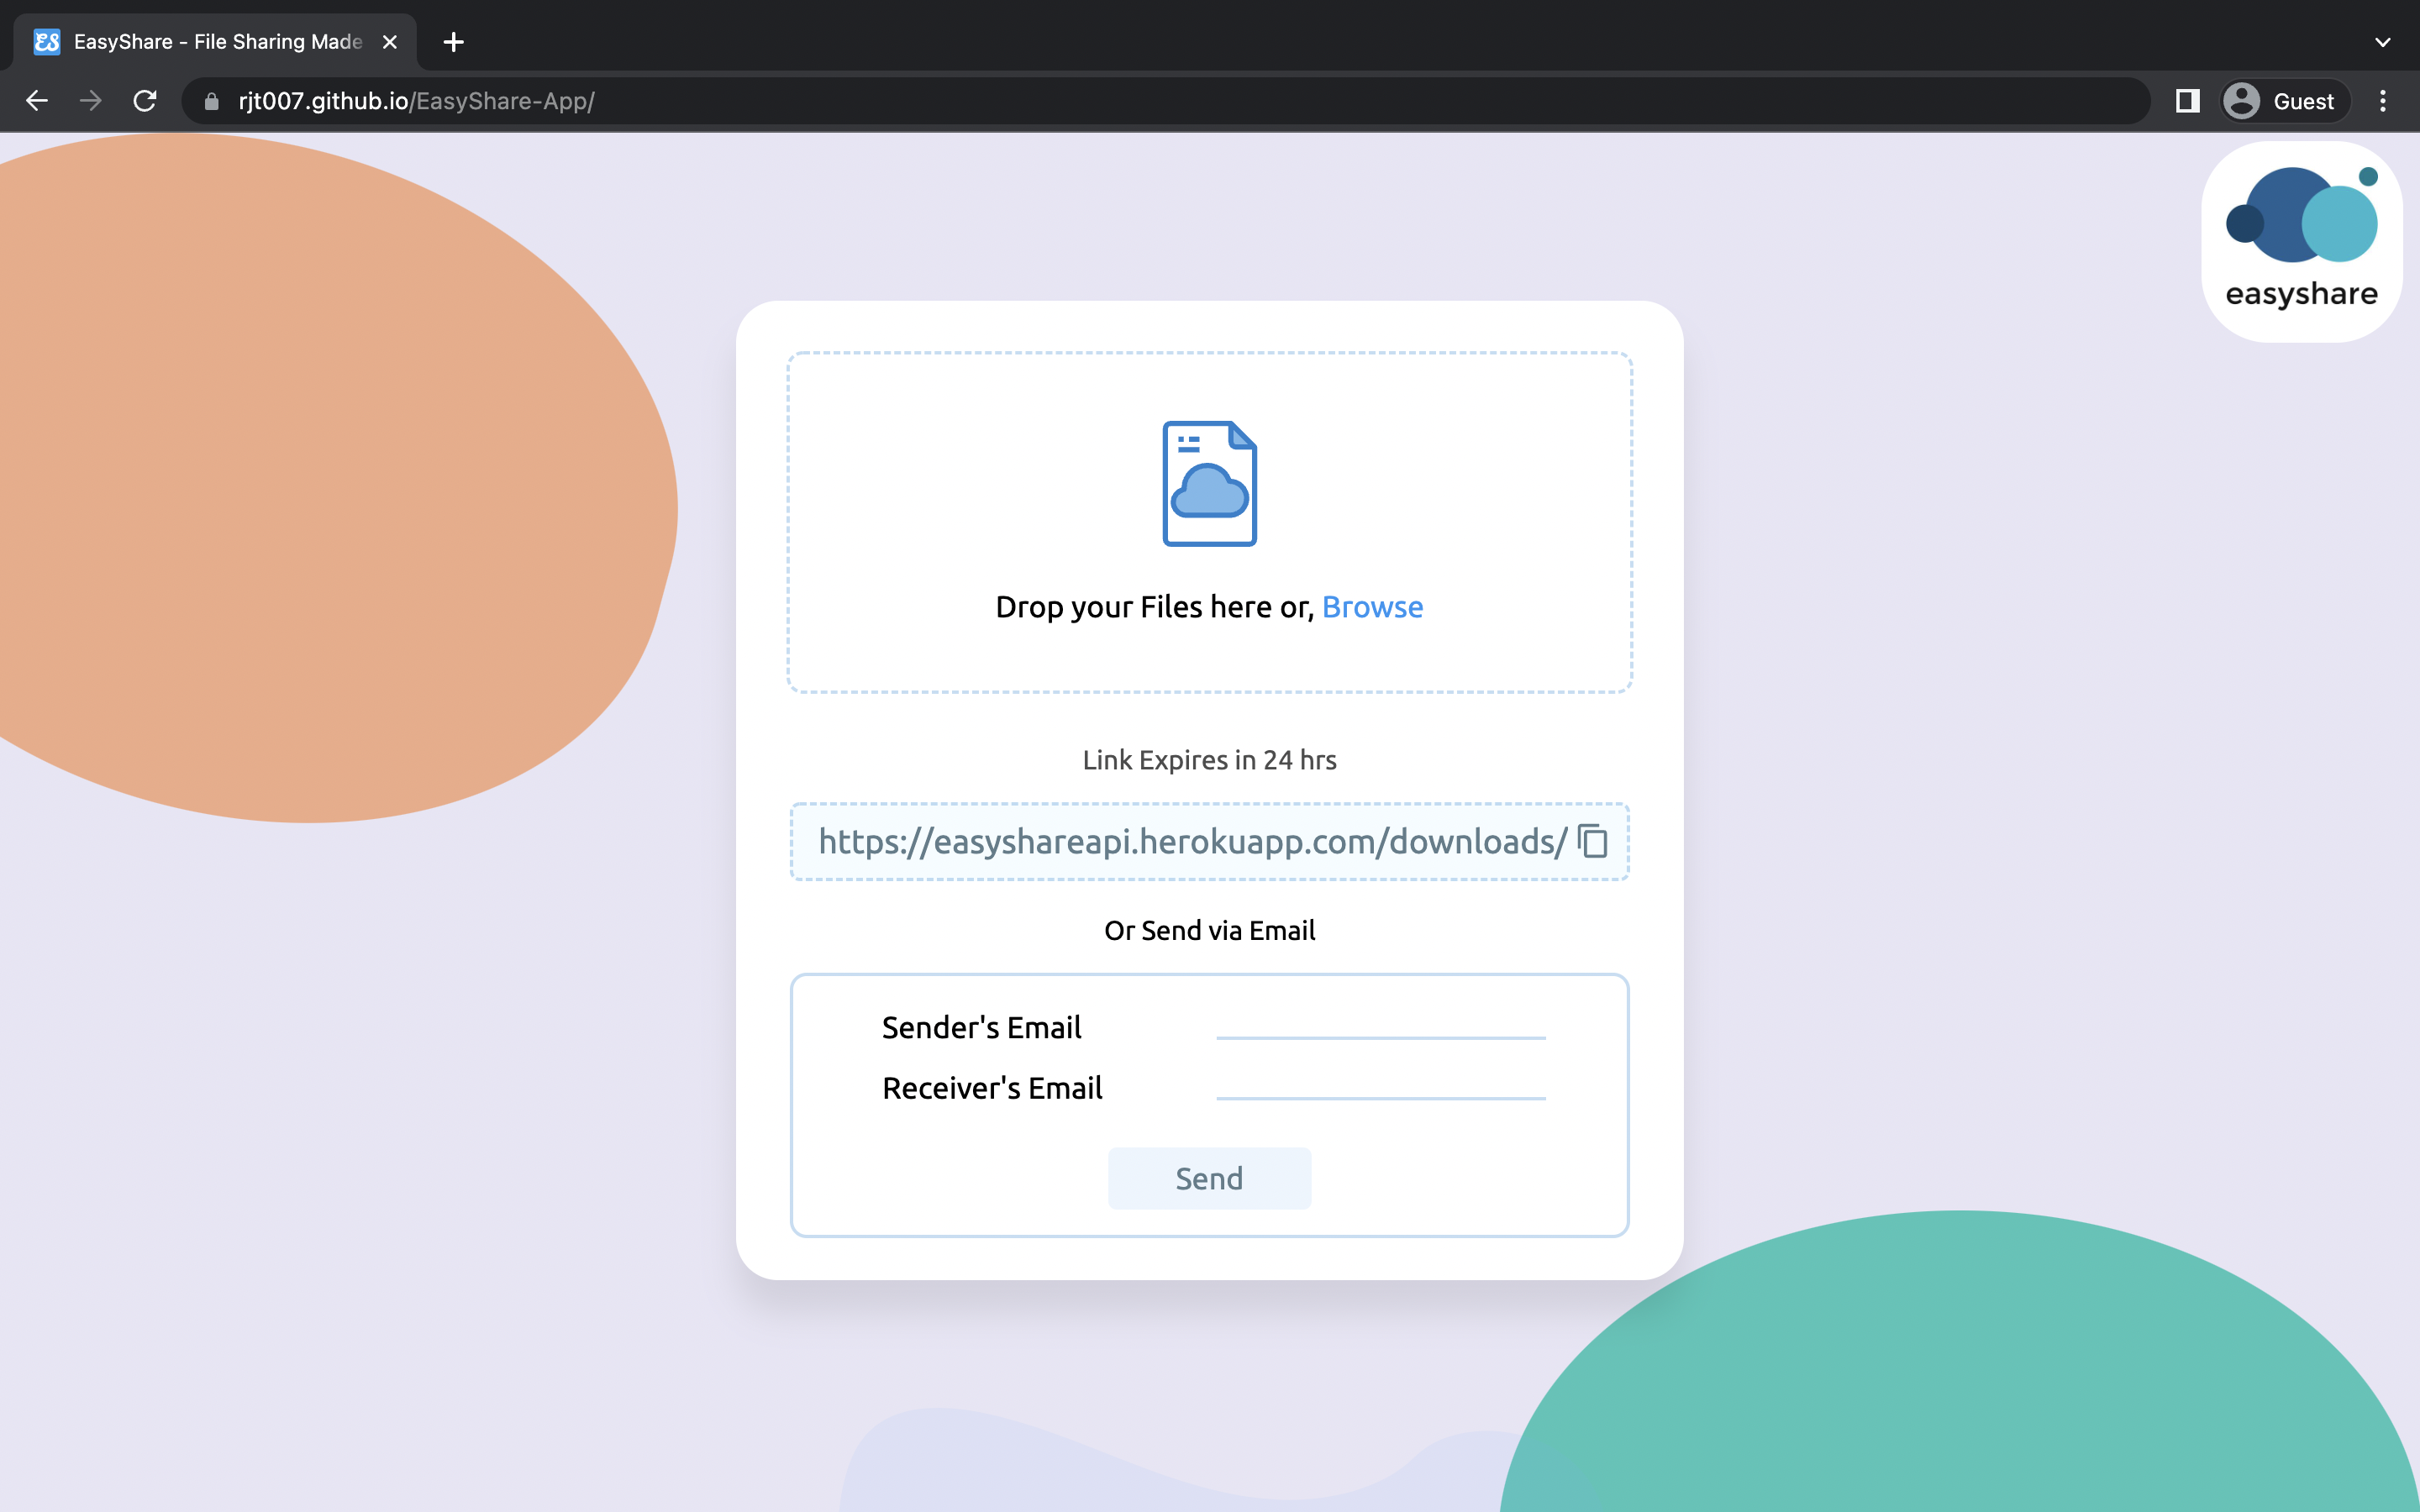 ES EasyShare - File Sharing Made
rjt007.github.io/EasyShare-App/
Guest
easyshare
Drop your Files here or, Browse
Link Expires in 24 hrs
https://easyshareapi.herokuapp.com/downloads/
Or Send via Email
Sender's Email
Receiver's Email
Send